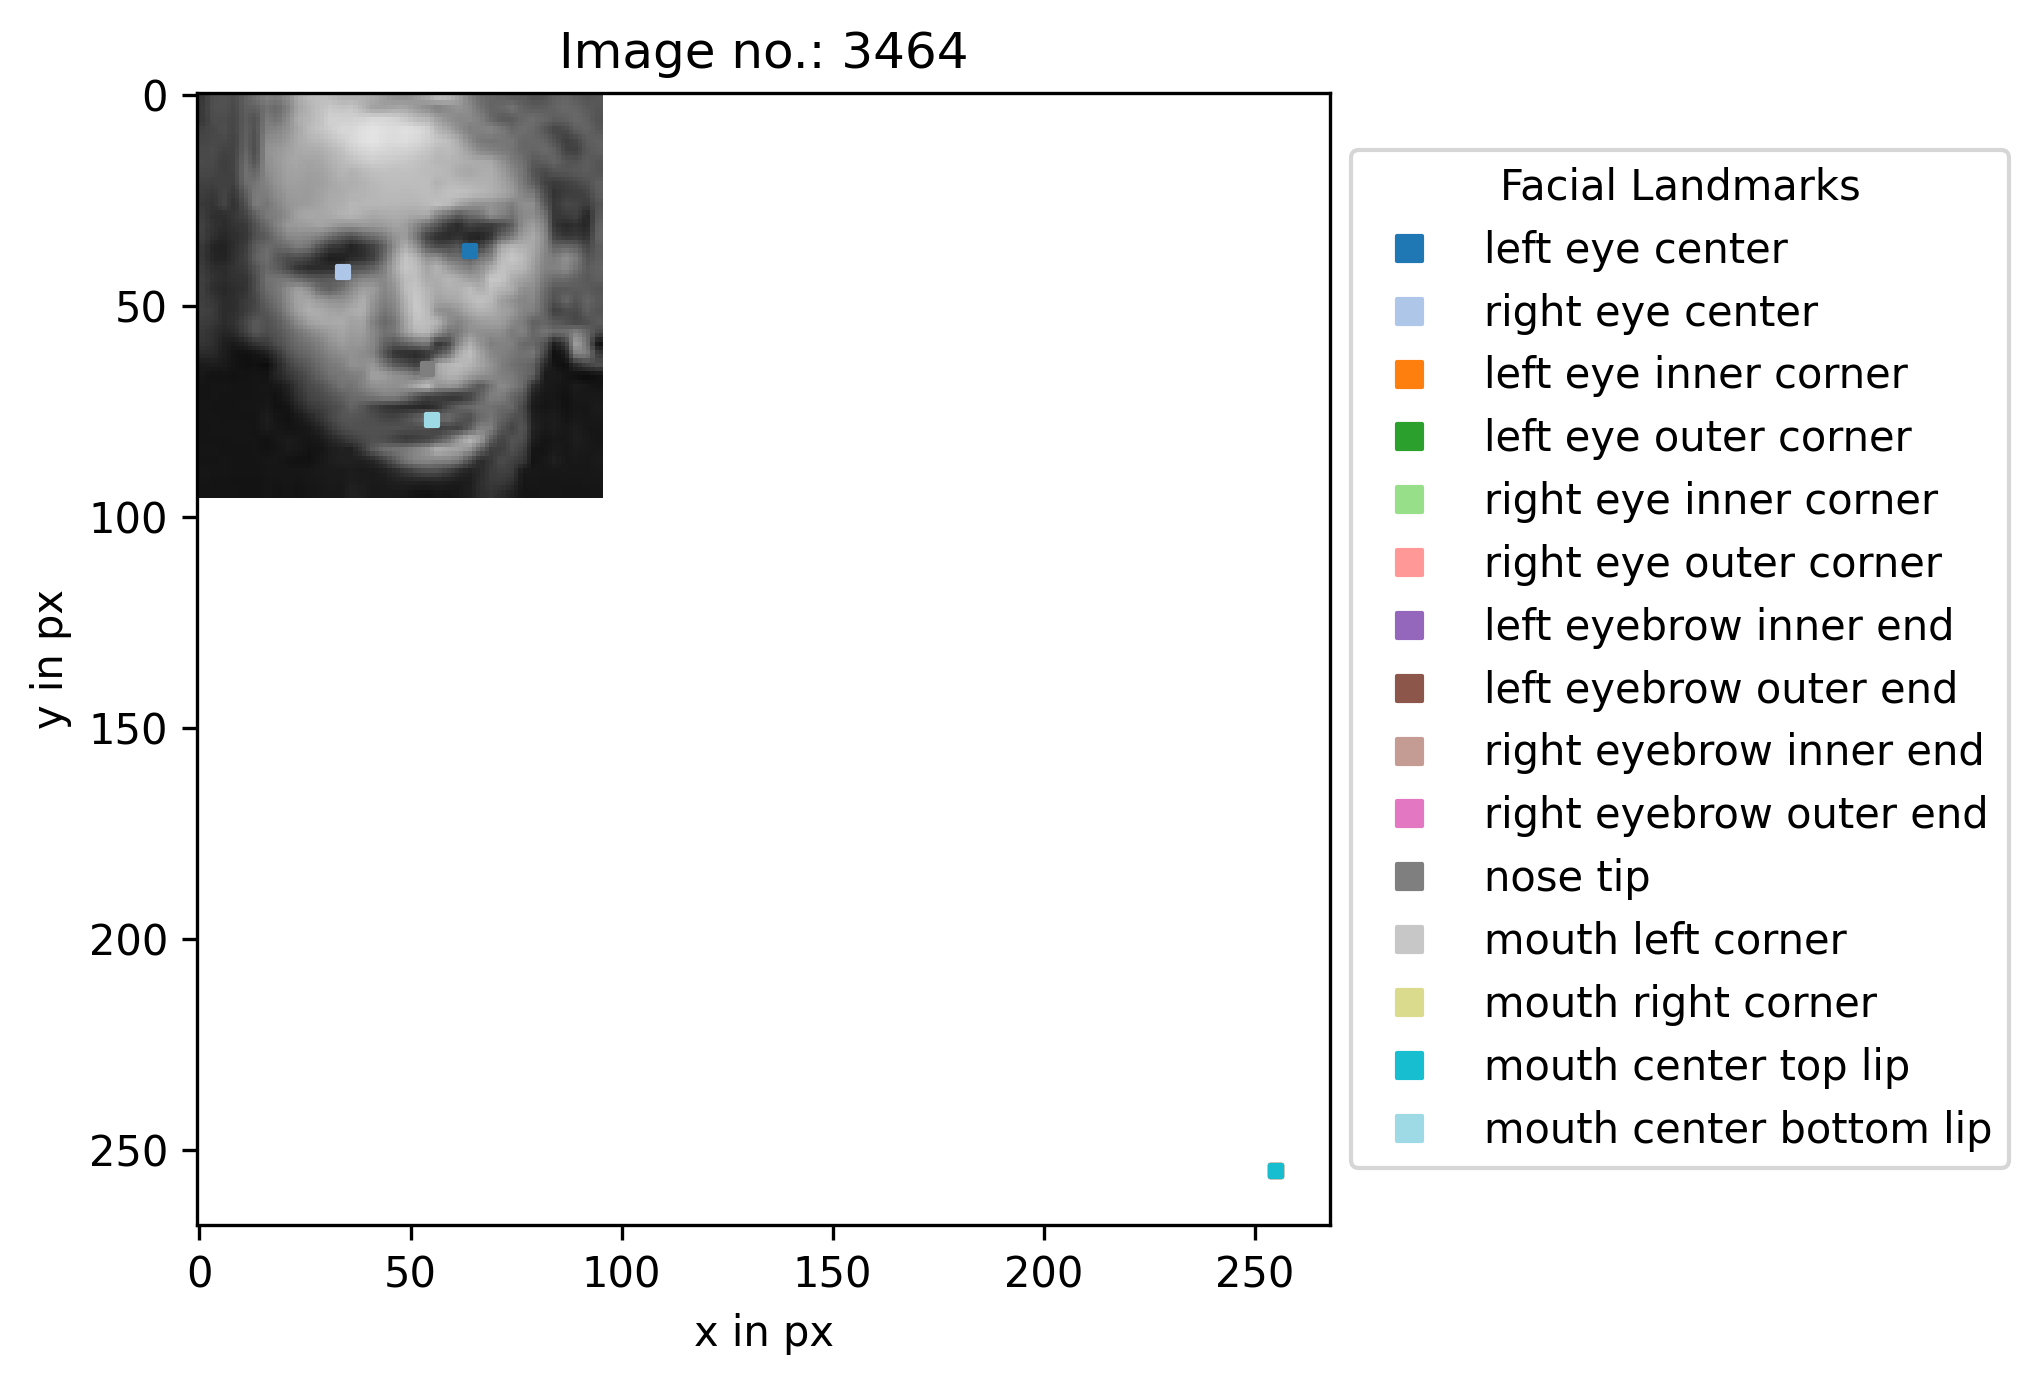 Image no.: 3464
0
50
100
150
200
250
y in px
0
50
100
150
200
250
x in px
Facial Landmarks
left eye center
right eye center
left eye inner corner
left eye outer corner
right eye inner corner
right eye outer corner
left eyebrow inner end
left eyebrow outer end
right eyebrow inner end
right eyebrow outer end
nose tip
mouth left corner
mouth right corner
mouth center top lip
mouth center bottom lip